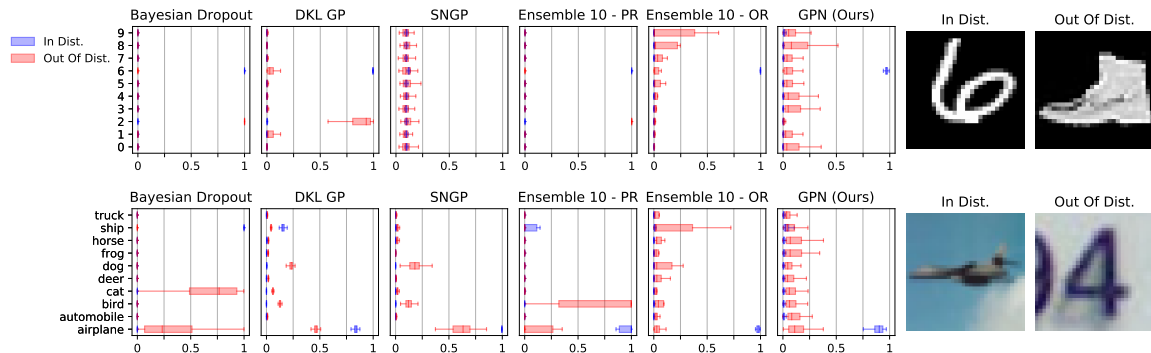 Bayesian Dropout DKL GP SNGP Ensemble 10 - PR Ensemble 10 - OR GPN (Ours) In Dist. Out Of Dist.
In Dist.
Out Of Dist.
9
8
7
6
5
4
3
2
1
0
0 0.5 1 0 0.5 1 0 0.5 1 0 0.5 1 0 0.5 1 0 0.5 1
6
Bayesian Dropout DKL GP SNGP Ensemble 10 - PR Ensemble 10 - OR GPN (Ours) In Dist. Out Of Dist.
truck
ship
horse
frog
dog
deer
cat
bird
automobile
airplane
0 0.5 1 0 0.5 1 0 0.5 1 0 0.5 1 0 0.5 1 0 0.5 1
4